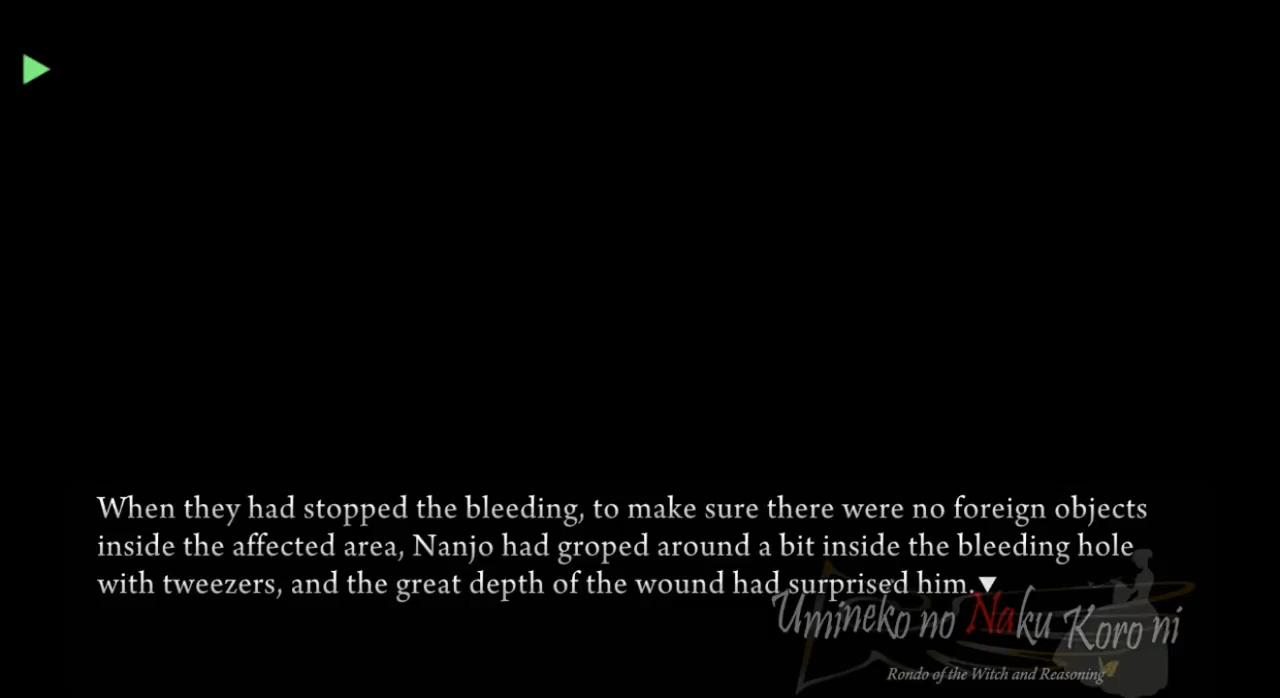 When they had stopped the bleeding, to make sure there were no foreign objects
inside the affected area, Nanjo had groped around a bit inside the bleeding hole
with tweezers, and the great depth of the wound had surprised him.
Umineko no Naku Koro ni
Rondo of the Witch and Reasoning